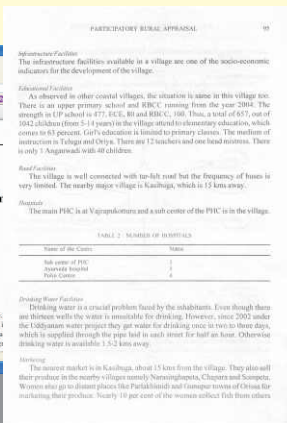 PARTICIPATORY RURAL APPRAISAL 99
Infrastructure Facilities
The infrastructure facilities available in a village are one of the socio-economic
indicators for the development of the village.
Educational Facilities
As observed in other coastal villages, the situation is same in this village too.
There is an upper primary school and RBCC running from the year 2004. The
strength in UP school is 477, ECE, 80 and RBCC, 100. Thus, a total of 657, out of
1042 children (from 5-14 years) in the village attend to elementary education, which
comes to 63 percent. Girl's education is limited to primary classes. The medium of
instruction is Telugu and Oriya. There are 12 teachers and one head mistress. There
is only 1 Anganwadi with 40 children.
Road Facilities
The village is well connected with tar-felt road but the frequency of buses is
very limited. The nearby major village is Kasibuga, which is 15 kms away.
Hospitals
The main PHC is at Vajrapukotturu and a sub center of the PHC is in the village.
TABLE 2 NUMBER OF HOSPITALS
Name of the Centre
Sub centre of PHC 1
Ayurveda hospital
Drinking Water Facilities
Drinking water is a crucial problem faced by the inhabitants. Even though there
are thirteen wells the water is unsuitable for drinking. However, since 2002 under
the Uddyanam water project they get water for drinking once in two to three days,
which is supplied through the pipe laid in each street for half an hour. Otherwise
drinking water is available 1.5-2 kms away.
Marketing
The nearest market is in Kasibuga, about 15 kms from the village. They also sell
their produce in the nearby villages namely Narasinghapeta, Chapara and Sompeta.
Women also go to distant places like Parlakhimidi and Gunupur towns of Orissa for
marketing their produce. Nearly 10 per cent of the women collect fish from others